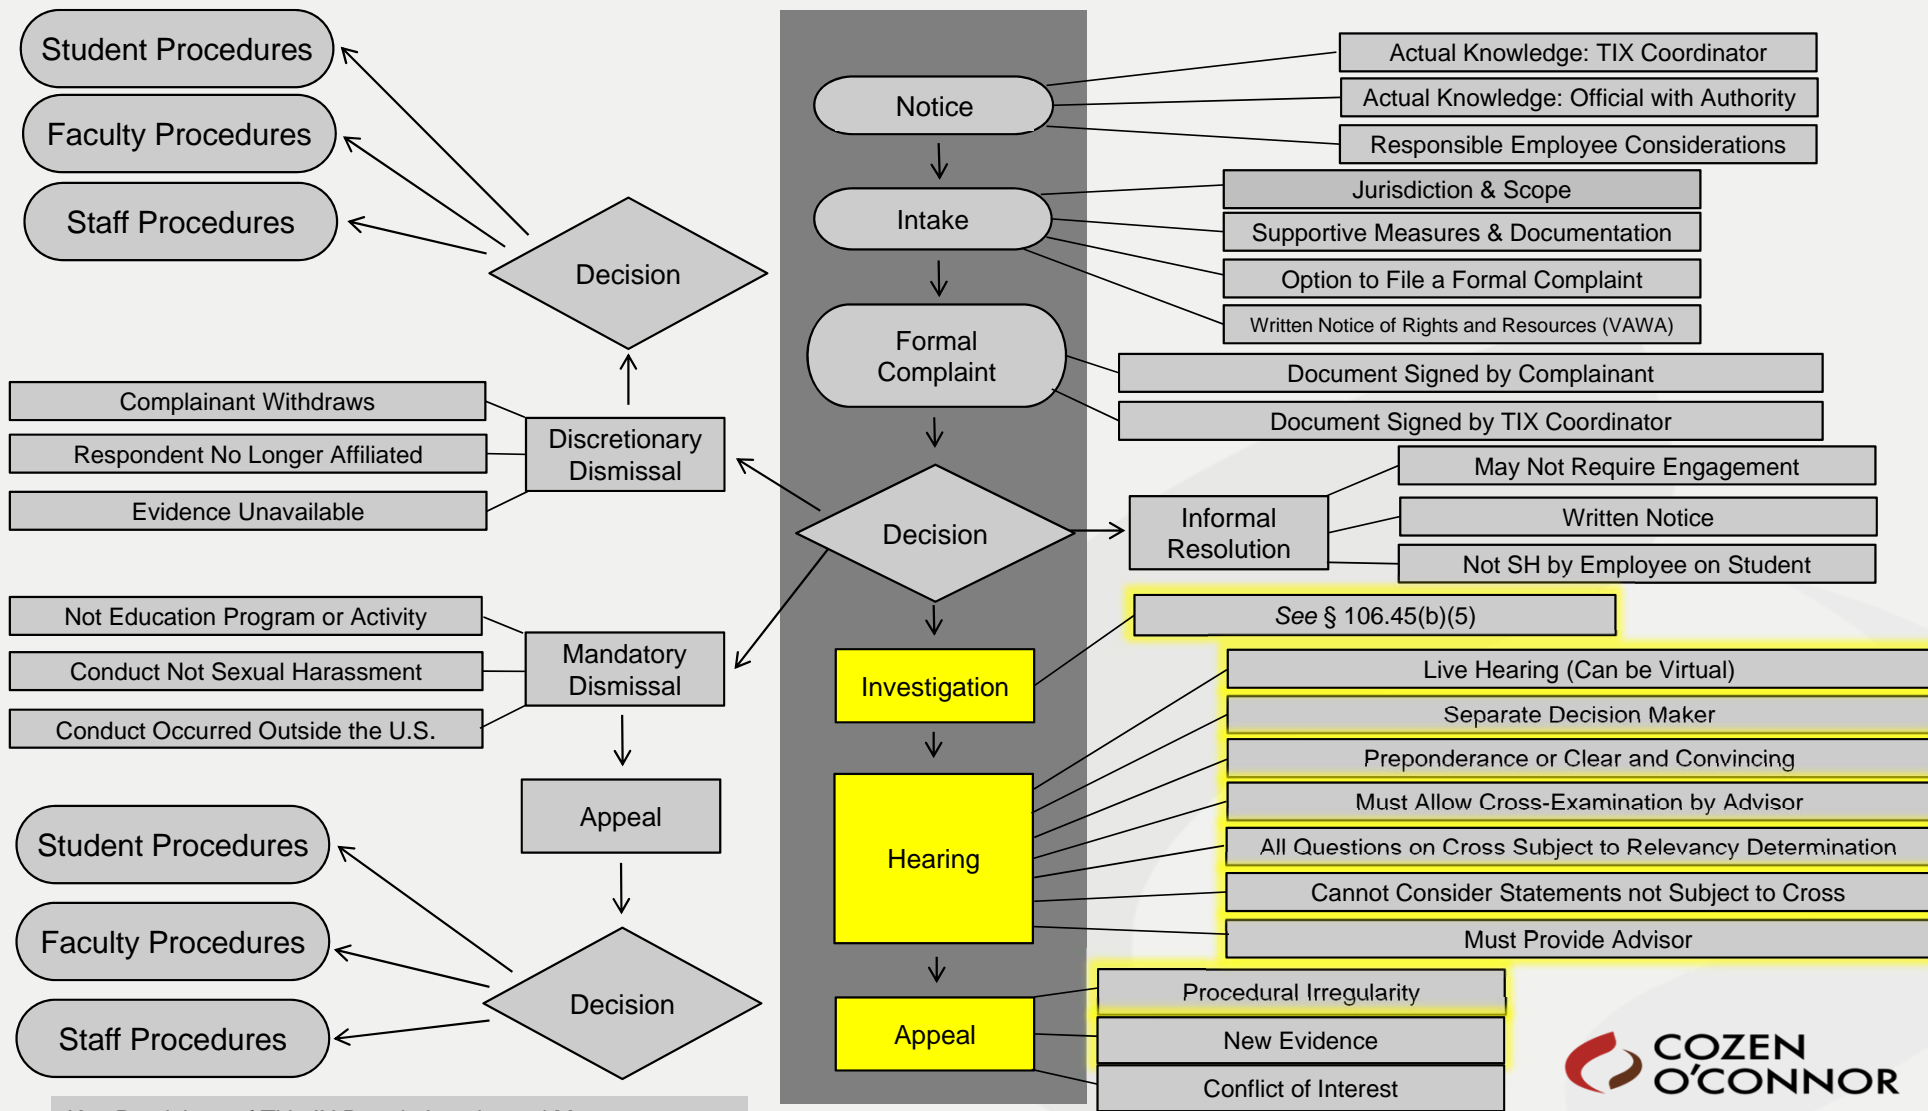 Student Procedures
Faculty Procedures
Staff Procedures
Decision
Complainant Withdraws
Respondent No Longer Affiliated
Evidence Unavailable
Discretionary
Dismissal
Not Education Program or Activity
Conduct Not Sexual Harassment
Conduct Occurred Outside the U.S.
Mandatory
Dismissal
Appeal
Student Procedures
Faculty Procedures
Staff Procedures
Decision
Notice
Actual Knowledge: TIX Coordinator
Actual Knowledge: Official with Authority
Responsible Employee Considerations
Intake
Jurisdiction & Scope
Supportive Measures & Documentation
Option to File a Formal Complaint
Written Notice of Rights and Resources (VAWA)
Formal
Complaint
Document Signed by Complainant
Document Signed by TIX Coordinator
Decision
Informal
Resolution
May Not Require Engagement
Written Notice
Not SH by Employee on Student
Investigation
See § 106.45(b)(5)
Hearing
Live Hearing (Can be Virtual)
Separate Decision Maker
Preponderance or Clear and Convincing
Must Allow Cross-Examination by Advisor
All Questions on Cross Subject to Relevancy Determination
Cannot Consider Statements not Subject to Cross
Must Provide Advisor
Appeal
Procedural Irregularity
New Evidence
Conflict of Interest
COZEN
O'CONNOR